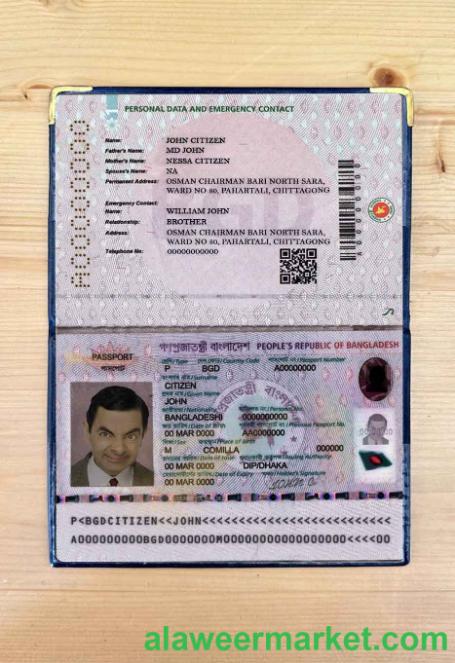 PERSONAL DATA AND EMERGENCY CONTACT
Name: JOHN CITIZEN
Father's Name: MD JOHN
Mother's Name: NESSA CITIZEN
Spouse's Name: NA
Permanent Address: OSMAN CHAIRMAN BARI NORTH SARA,
WARD NO 80, PAHARTALI, CHITTAGONG
Emergency Contact:
Name: WILLIAM JOHN
Relationship: BROTHER
Address: OSMAN CHAIRMAN BARI NORTH SARA,
WARD NO 80, PAHARTALI, CHITTAGONG
Telephone No: 00000000000
গণপ্রজাতন্ত্রী বাংলাদেশ PEOPLE'S REPUBLIC OF BANGLADESH
PASSPORT
পাসপোর্ট
Type Country Code Passport Number
P BGD A00000000
Surname
CITIZEN
Given Name
JOHN
Nationality Personal No.
BANGLADESHI 0000000000
Date of Birth Previous Passport No.
00 MAR 0000 AA0000000
Sex Place of Birth
M COMILLA 000000
Date of Issue Issuing Authority
00 MAR 0000 DIP/DHAKA
Date of Expiry Holder's Signature
00 MAR 0000
P<BGDCITIZEN<<JOHN<<<<<<<<<<<<<<<<<<<<<<<<<<
A000000000BGD0000000M00000000000000000<<<<00
alaweermarket.com